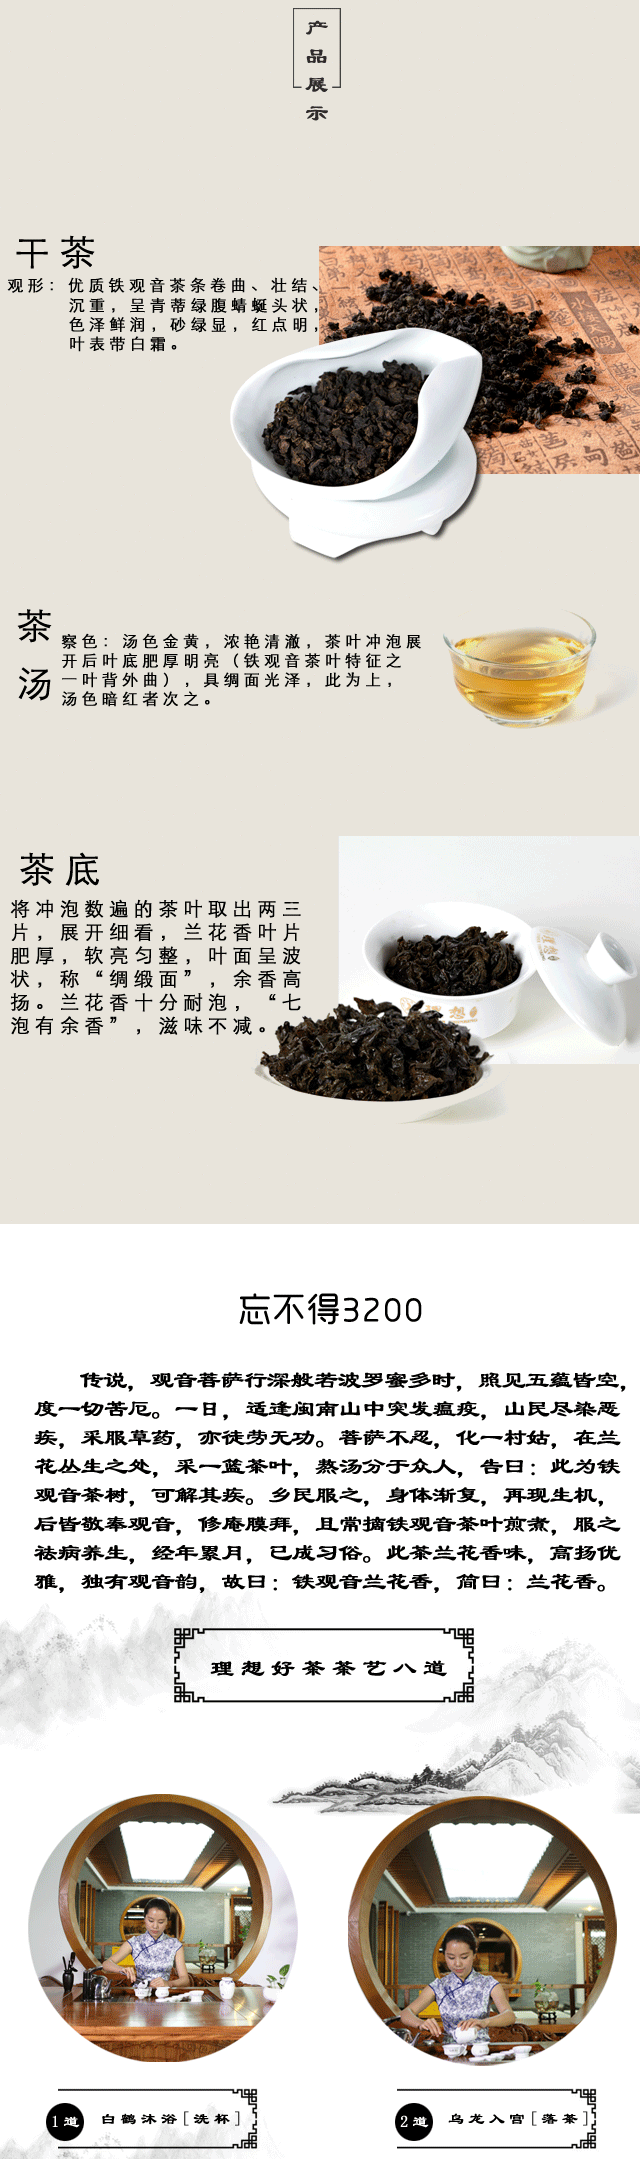 产品展示
干茶
观形：优质铁观音茶条卷曲、壮结、
沉重，呈青蒂绿腹蜻蜓头状，
色泽鲜润，砂绿显，红点明，
叶表带白霜。
茶汤
察色：汤色金黄，浓艳清澈，茶叶冲泡展
开后叶底肥厚明亮（铁观音茶叶特征之
一叶背外曲），具绸面光泽，此为上，
汤色暗红者次之。
茶底
将冲泡数遍的茶叶取出两三
片，展开细看，兰花香叶片
肥厚，软亮匀整，叶面呈波
状，称“绸缎面”，余香高
扬。兰花香十分耐泡，“七
泡有余香”，滋味不减。
忘不得3200
传说，观音菩萨行深般若波罗蜜多时，照见五蕴皆空，
度一切苦厄。一日，适逢闽南山中突发瘟疫，山民尽染恶
疾，采服草药，亦徒劳无功。菩萨不忍，化一村姑，在兰
花丛生之处，采一篮茶叶，熬汤分于众人，告曰：此为铁
观音茶树，可解其疾。乡民服之，身体渐复，再现生机，
后皆敬奉观音，修庵膜拜，且常摘铁观音茶叶煎煮，服之
祛病养生，经年累月，已成习俗。此茶兰花香味，高扬优
雅，独有观音韵，故曰：铁观音兰花香，简曰：兰花香。
理想好茶茶艺八道
1道 白鹤沐浴[洗杯]
2道 乌龙入宫[落茶]